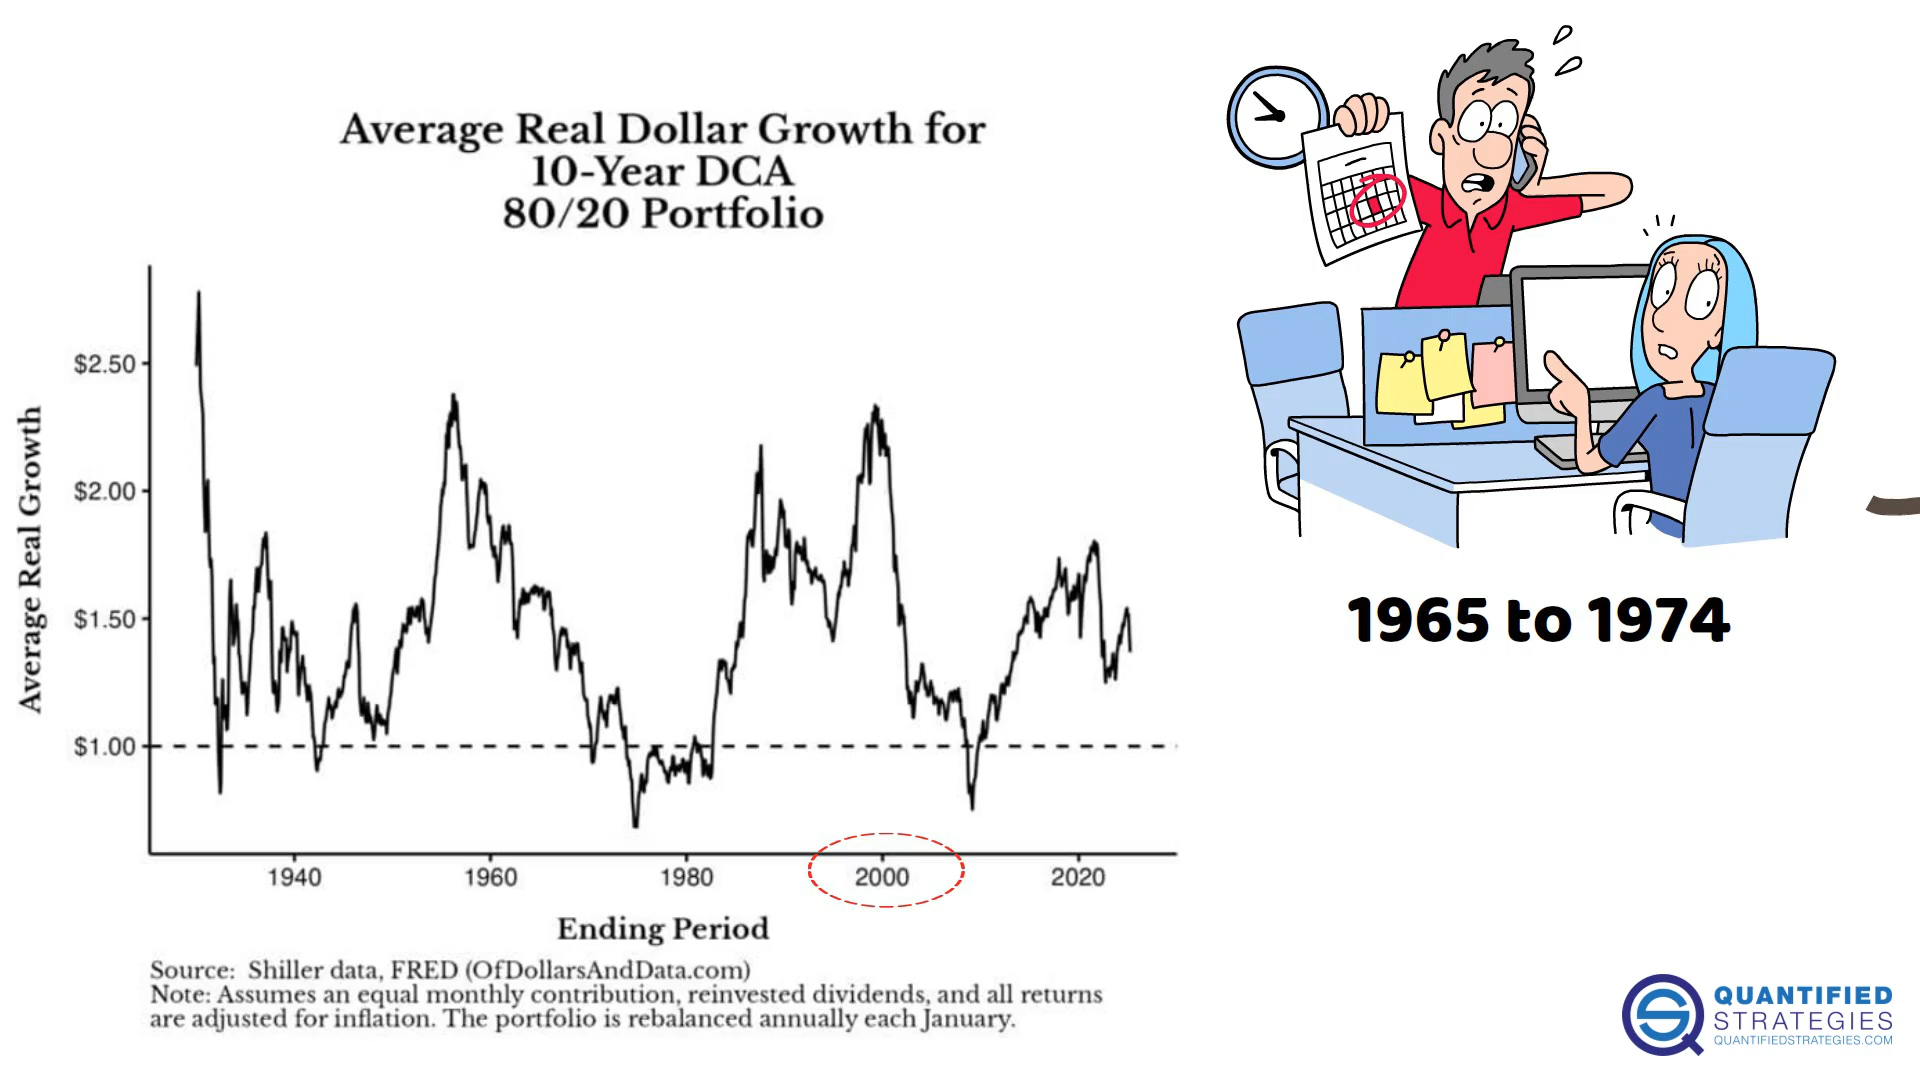 Average Real Dollar Growth for
10-Year DCA
80/20 Portfolio
Average Real Growth
$2.50
$2.00
$1.50
$1.00
1940
1960
1980
2000
2020
Ending Period
Source: Shiller data, FRED (OfDollarsAndData.com)
Note: Assumes an equal monthly contribution, reinvested dividends, and all returns
are adjusted for inflation. The portfolio is rebalanced annually each January.
1965 to 1974
QUANTIFIED
STRATEGIES
QUANTIFIEDSTRATEGIES.COM